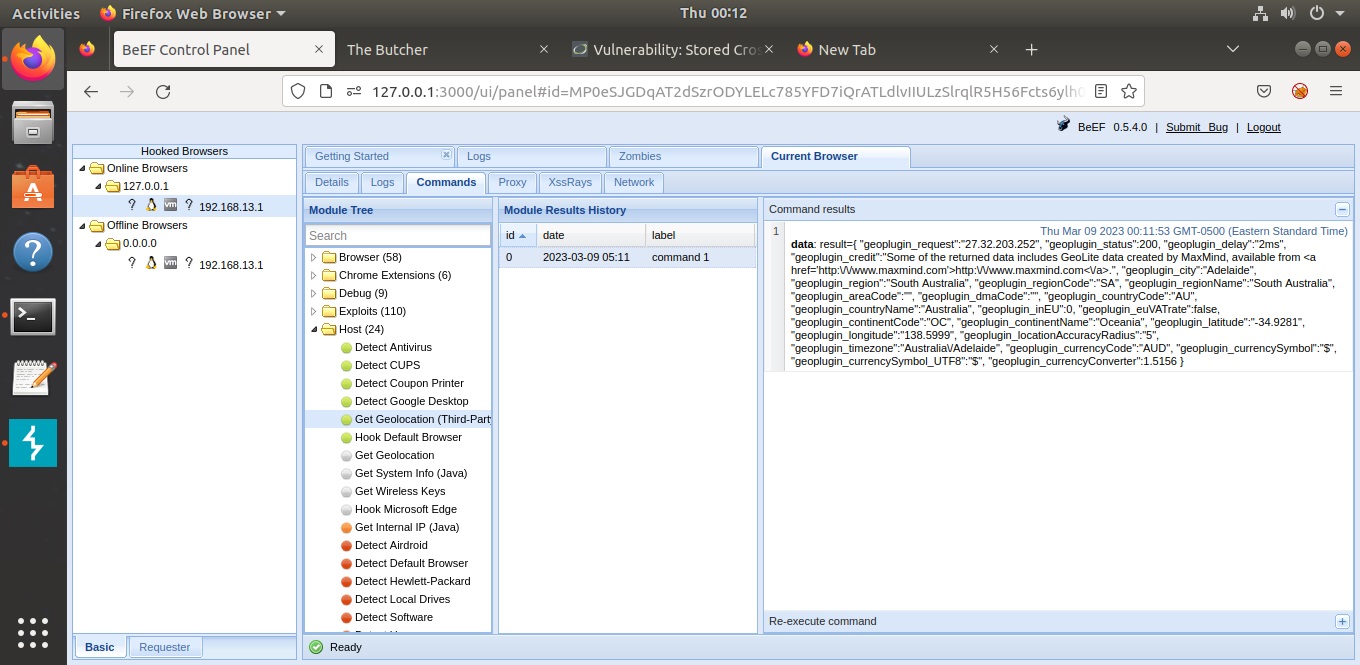 Activities Firefox Web Browser Thu 00:12
BeEF Control Panel The Butcher Vulnerability: Stored Cros New Tab
127.0.0.1:3000/ui/panel#id=MP0eSJGDqAT2dSzrODYLELc785YFD7iQrATLdlvIIULzSlrqlR5H56Fcts6ylh0
BeEF 0.5.4.0 | Submit Bug | Logout
Hooked Browsers
Online Browsers
127.0.0.1
? vm ? 192.168.13.1
Offline Browsers
0.0.0.0
? vm ? 192.168.13.1
Basic Requester
Getting Started Logs Zombies Current Browser
Details Logs Commands Proxy XssRays Network
Module Tree
Search
Browser (58)
Chrome Extensions (6)
Debug (9)
Exploits (110)
Host (24)
Detect Antivirus
Detect CUPS
Detect Coupon Printer
Detect Google Desktop
Get Geolocation (Third-Party
Hook Default Browser
Get Geolocation
Get System Info (Java)
Get Wireless Keys
Hook Microsoft Edge
Get Internal IP (Java)
Detect Airdroid
Detect Default Browser
Detect Hewlett-Packard
Detect Local Drives
Detect Software
Module Results History
id date label
0 2023-03-09 05:11 command 1
Command results
1 Thu Mar 09 2023 00:11:53 GMT-0500 (Eastern Standard Time)
data: result={ "geoplugin_request":"27.32.203.252", "geoplugin_status":200, "geoplugin_delay":"2ms",
"geoplugin_credit":"Some of the returned data includes GeoLite data created by MaxMind, available from <a
href='http:\/\/www.maxmind.com'>http:\/\/www.maxmind.com<\/a>.", "geoplugin_city":"Adelaide",
"geoplugin_region":"South Australia", "geoplugin_regionCode":"SA", "geoplugin_regionName":"South Australia",
"geoplugin_areaCode":"", "geoplugin_dmaCode":"", "geoplugin_countryCode":"AU",
"geoplugin_countryName":"Australia", "geoplugin_inEU":0, "geoplugin_euVATrate":false,
"geoplugin_continentCode":"OC", "geoplugin_continentName":"Oceania", "geoplugin_latitude":"-34.9281",
"geoplugin_longitude":"138.5999", "geoplugin_locationAccuracyRadius":"5",
"geoplugin_timezone":"Australia\/Adelaide", "geoplugin_currencyCode":"AUD", "geoplugin_currencySymbol":"$",
"geoplugin_currencySymbol_UTF8":"$", "geoplugin_currencyConverter":1.5156 }
Re-execute command
Ready